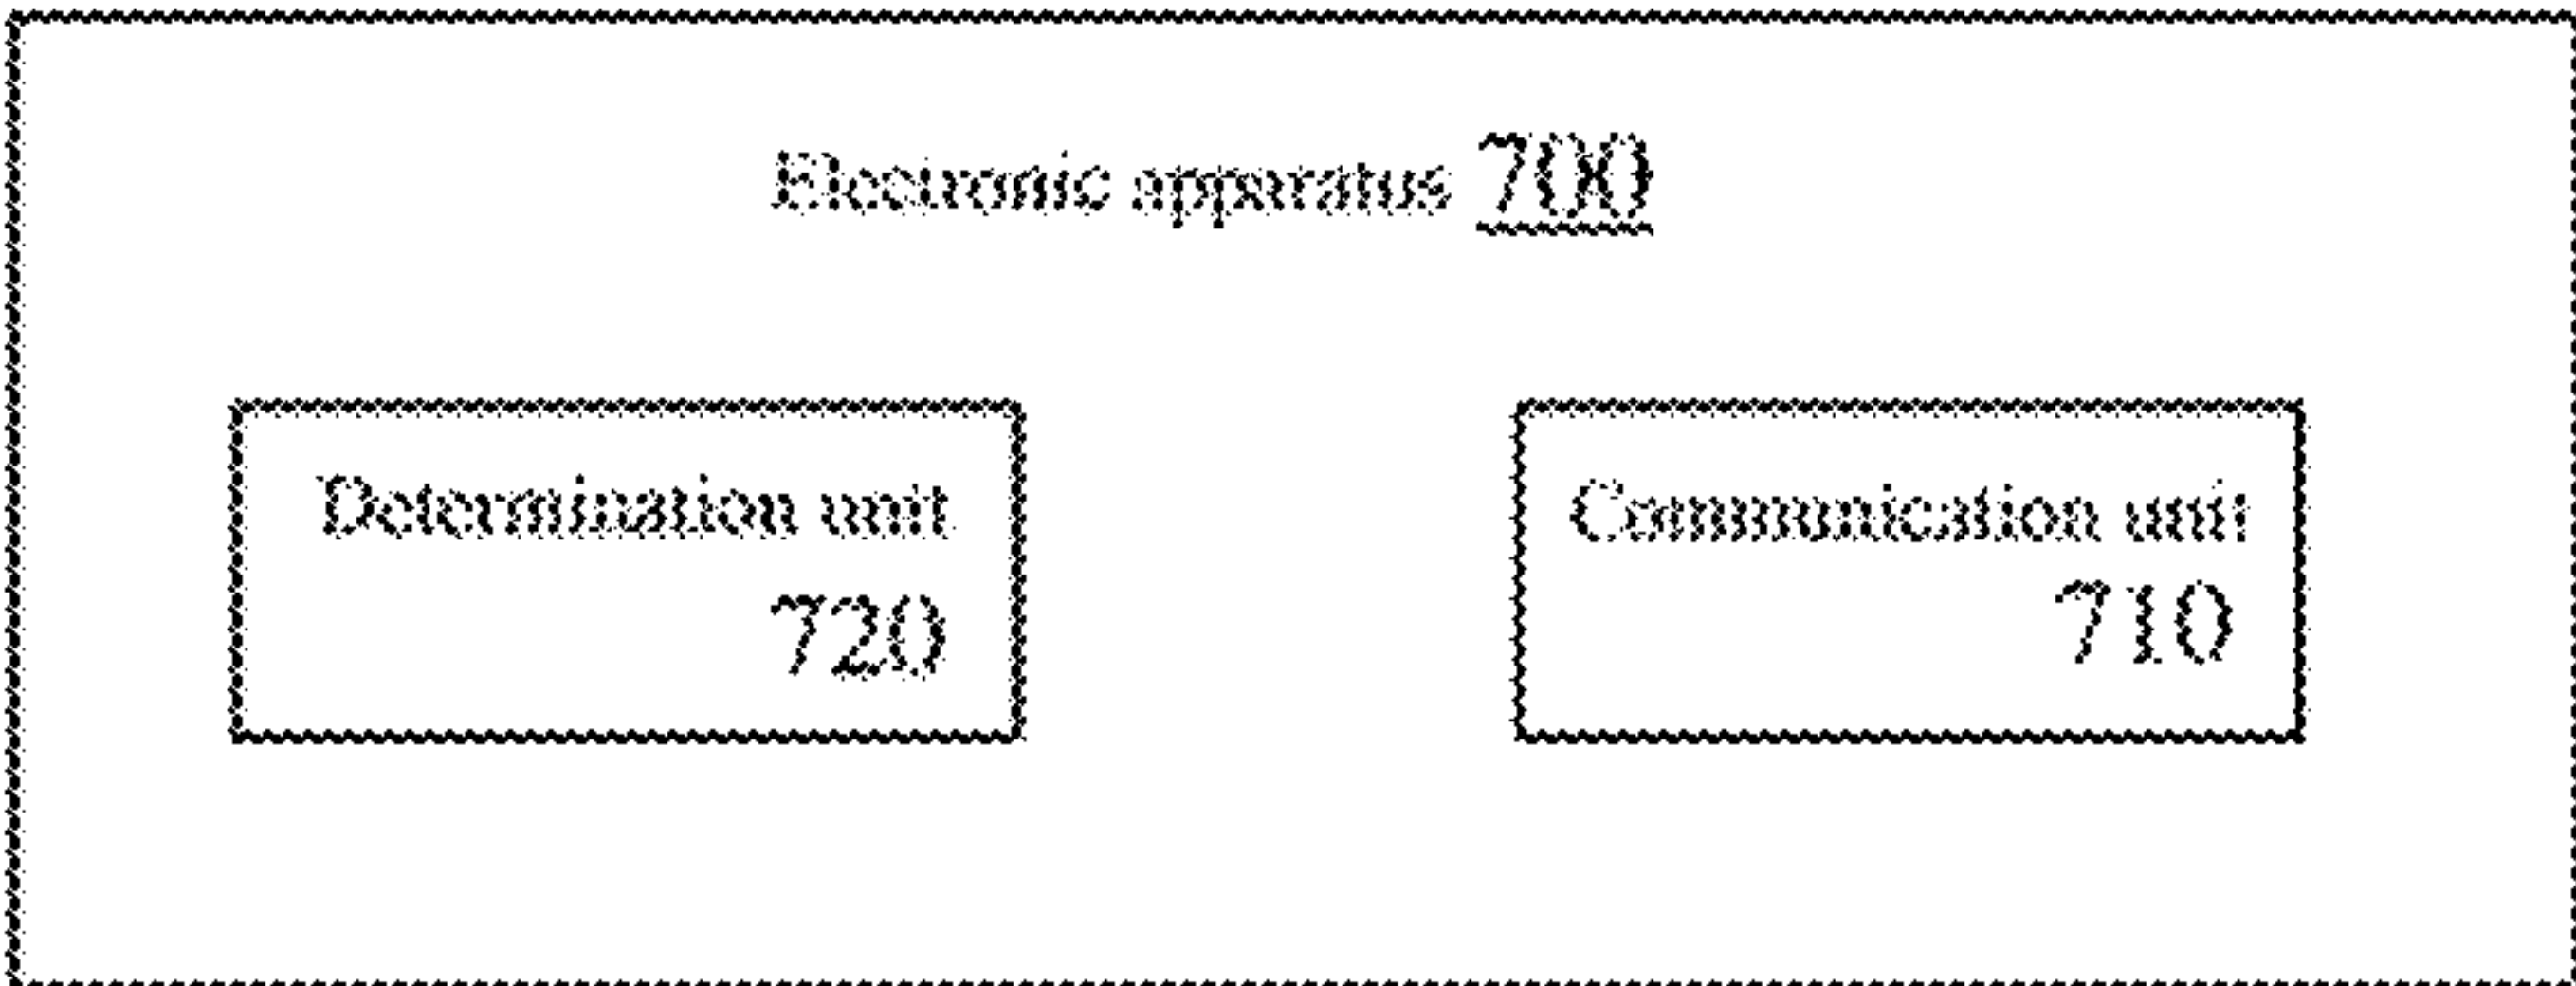 Electronic apparatus 700
Determination unit
720
Communication unit
710